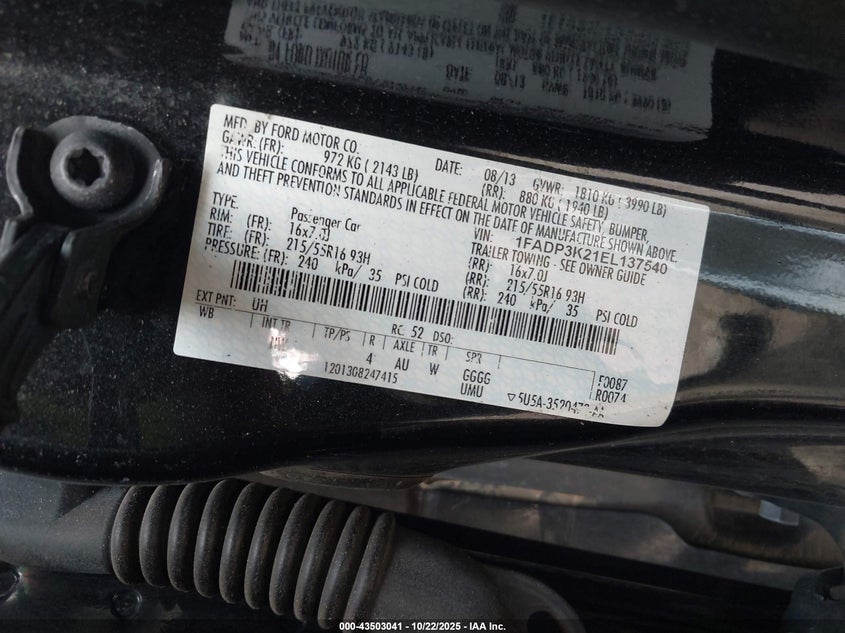 MFD. BY FORD MOTOR CO. DATE: 08/13 GVWR: 1810 KG ( 3990 LB)
GAWR: (FR): 972 KG ( 2143 LB) (RR): 880 KG ( 1940 LB)
THIS VEHICLE CONFORMS TO ALL APPLICABLE FEDERAL MOTOR VEHICLE SAFETY, BUMPER,
AND THEFT PREVENTION STANDARDS IN EFFECT ON THE DATE OF MANUFACTURE SHOWN ABOVE.
VIN: 1FADP3K21EL137540
TYPE: Passenger Car TRAILER TOWING - SEE OWNER GUIDE
RIM: (FR): 16x7.0J (RR): 16x7.0J
TIRE: (FR): 215/55R16 93H (RR): 215/55R16 93H
PRESSURE: (FR): 240 kPa/ 35 PSI COLD (RR): 240 kPa/ 35 PSI COLD
EXT PNT: UH RC: 52 DSO:
WB INT TR TP/PS R AXLE TR SPR
4 AU W GGGG F0087
UMU R0074
1201308247415
000-43503041 | 10/22/2025 - IAA Inc.